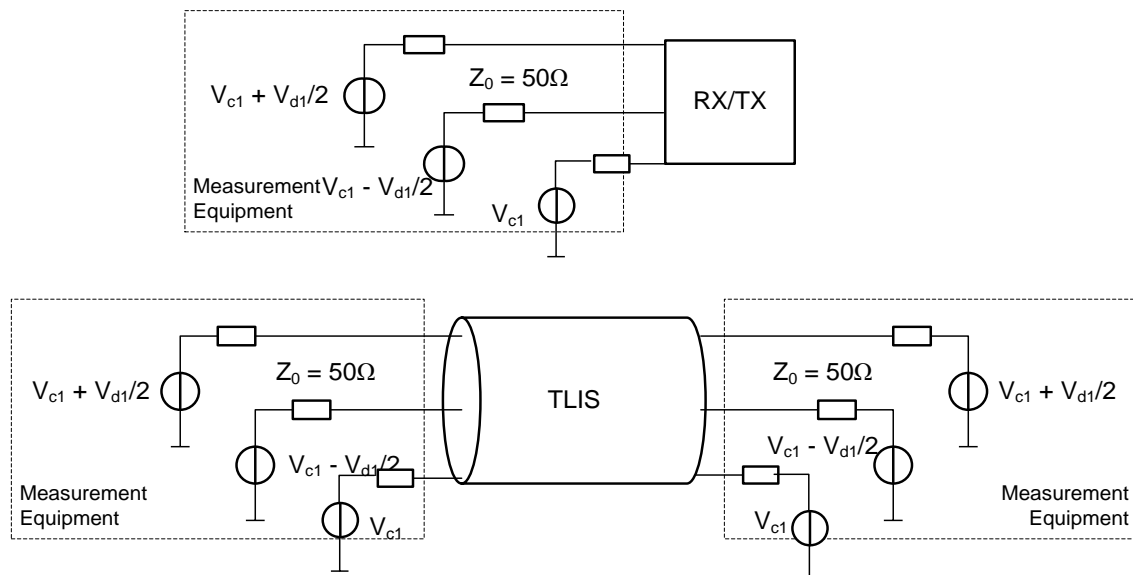 V_c1 + V_d1/2
Z_0 = 50Ω
RX/TX
Measurement V_c1 - V_d1/2
Equipment
V_c1
V_c1 + V_d1/2
Z_0 = 50Ω
TLIS
Z_0 = 50Ω
V_c1 + V_d1/2
V_c1 - V_d1/2
V_c1 - V_d1/2
Measurement
Equipment
V_c1
V_c1
Measurement
Equipment